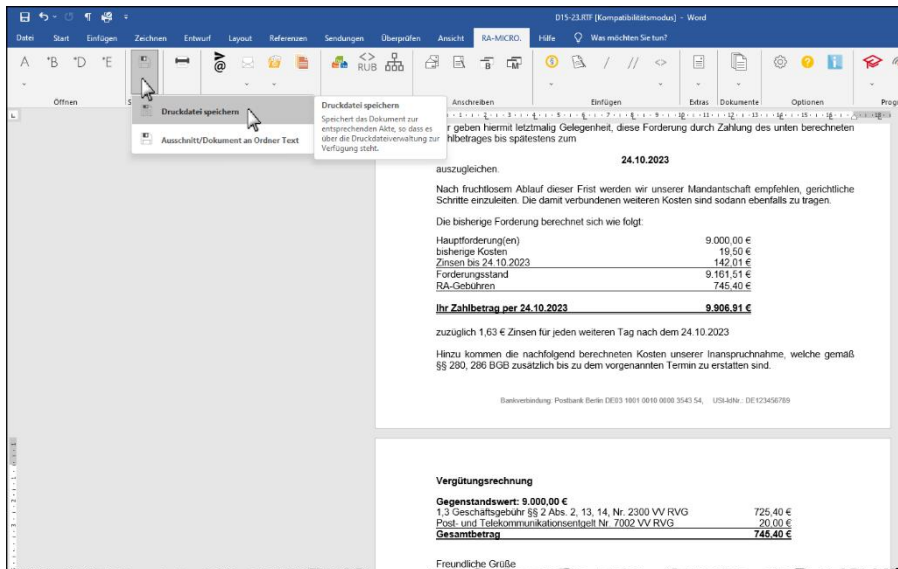 D15-23.RTF [Kompatibilitätsmodus] - Word
Datei Start Einfügen Zeichnen Entwurf Layout Referenzen Sendungen Überprüfen Ansicht RA-MICRO. Hilfe Was möchten Sie tun?
A *B *D *E @ RUB B M
Öffnen Anschreiben Einfügen Extras Dokumente Optionen
Druckdatei speichern
Ausschnitt/Dokument an Ordner Text
Druckdatei speichern
Speichert das Dokument zur
entsprechenden Akte, so dass es
über die Druckdateiverwaltung zur
Verfügung steht.
geben hiermit letztmalig Gelegenheit, diese Forderung durch Zahlung des unten berechneten
hlbetrages bis spätestens zum
24.10.2023
auszugleichen.
Nach fruchtlosem Ablauf dieser Frist werden wir unserer Mandantschaft empfehlen, gerichtliche
Schritte einzuleiten. Die damit verbundenen weiteren Kosten sind sodann ebenfalls zu tragen.
Die bisherige Forderung berechnet sich wie folgt:
Hauptforderung(en) 9.000,00 €
bisherige Kosten 19,50 €
Zinsen bis 24.10.2023 142,01 €
Forderungsstand 9.161,51 €
RA-Gebühren 745,40 €
Ihr Zahlbetrag per 24.10.2023 9.906,91 €
zuzüglich 1,63 € Zinsen für jeden weiteren Tag nach dem 24.10.2023
Hinzu kommen die nachfolgend berechneten Kosten unserer Inanspruchnahme, welche gemäß
§§ 280, 286 BGB zusätzlich bis zu dem vorgenannten Termin zu erstatten sind.
Bankverbindung: Postbank Berlin DE03 1001 0010 0000 3543 54, USt-IdNr.: DE123456789
Vergütungsrechnung
Gegenstandswert: 9.000,00 €
1,3 Geschäftsgebühr §§ 2 Abs. 2, 13, 14, Nr. 2300 VV RVG 725,40 €
Post- und Telekommunikationsentgelt Nr. 7002 VV RVG 20,00 €
Gesamtbetrag 745,40 €
Freundliche Grüße